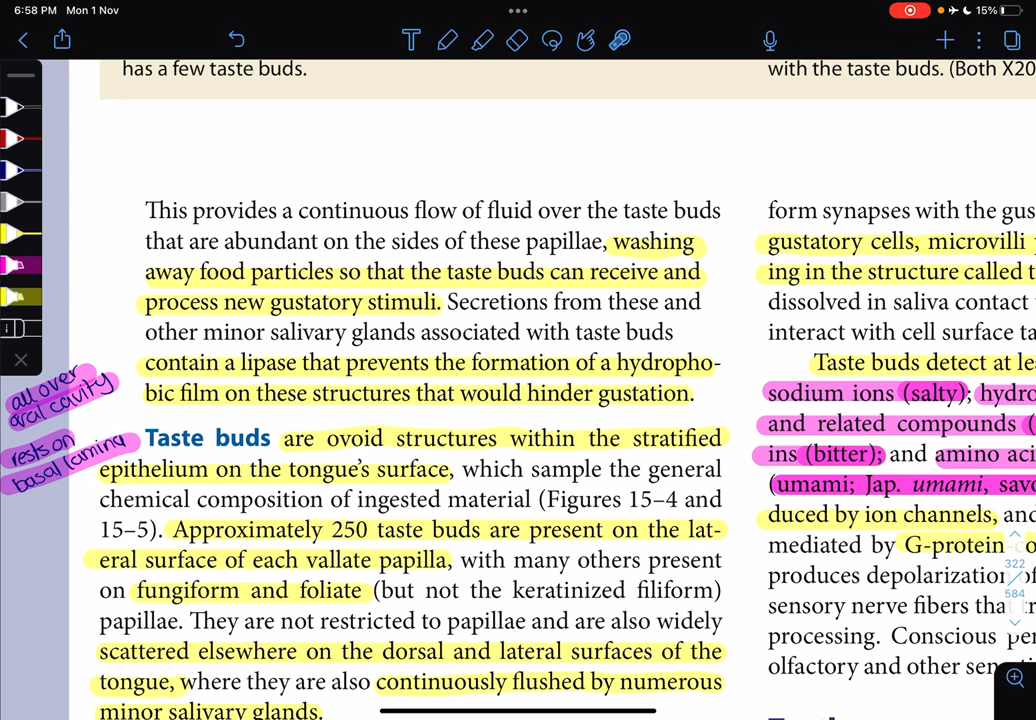 6:58 PM Mon 1 Nov
15%
has a few taste buds.
This provides a continuous flow of fluid over the taste buds
that are abundant on the sides of these papillae, washing
away food particles so that the taste buds can receive and
process new gustatory stimuli. Secretions from these and
other minor salivary glands associated with taste buds
contain a lipase that prevents the formation of a hydropho-
bic film on these structures that would hinder gustation.
all over
oral cavity
rests on
basal lamina
Taste buds are ovoid structures within the stratified
epithelium on the tongue's surface, which sample the general
chemical composition of ingested material (Figures 15–4 and
15–5). Approximately 250 taste buds are present on the lat-
eral surface of each vallate papilla, with many others present
on fungiform and foliate (but not the keratinized filiform)
papillae. They are not restricted to papillae and are also widely
scattered elsewhere on the dorsal and lateral surfaces of the
tongue, where they are also continuously flushed by numerous
minor salivary glands.
with the taste buds. (Both X20
form synapses with the gus
gustatory cells, microvilli
ing in the structure called t
dissolved in saliva contact
interact with cell surface ta
Taste buds detect at lea
sodium ions (salty); hydro
and related compounds (
ins (bitter); and amino aci
(umami; Jap. umami, savo
duced by ion channels, and
mediated by G-protein co
produces depolarization of
sensory nerve fibers tha
processing. Conscious per
olfactory and other sen
322
584